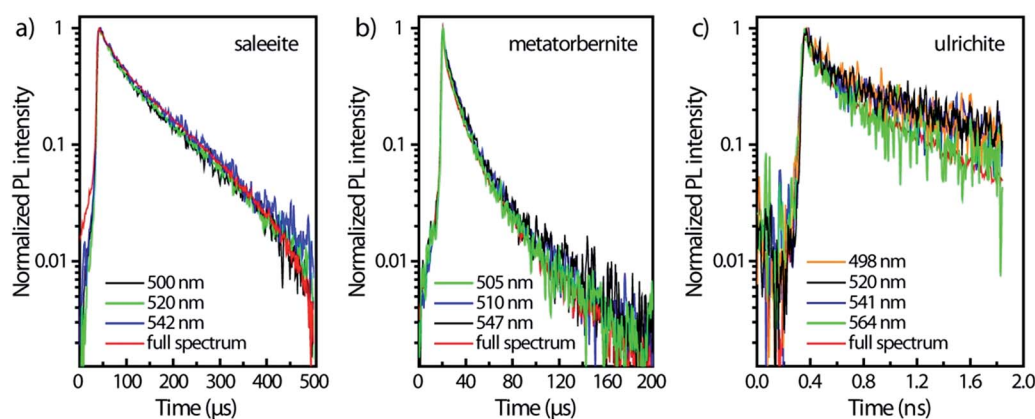 a)
saleeite
Normalized PL intensity
1
0.1
0.01
500 nm
520 nm
542 nm
full spectrum
0 100 200 300 400 500
Time (µs)
b)
metatorbernite
Normalized PL intensity
1
0.1
0.01
505 nm
510 nm
547 nm
full spectrum
0 40 80 120 160 200
Time (µs)
c)
ulrichite
Normalized PL intensity
1
0.1
0.01
498 nm
520 nm
541 nm
564 nm
full spectrum
0.0 0.4 0.8 1.2 1.6 2.0
Time (ns)